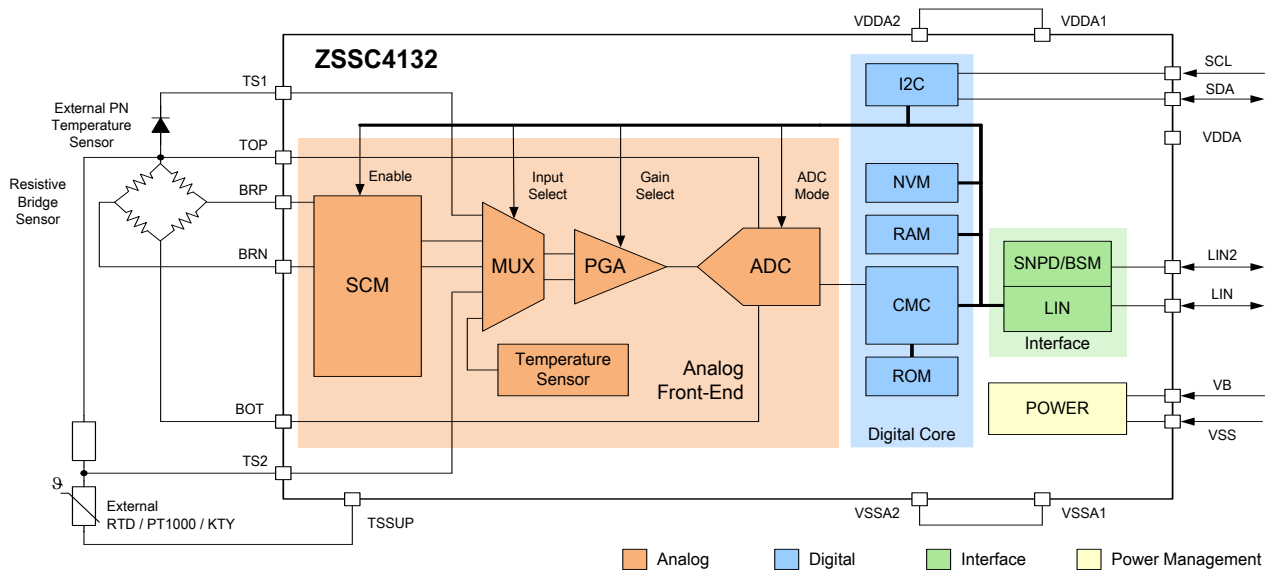 VDDA2
VDDA1
ZSSC4132
TS1
I2C
SCL
SDA
External PN
Temperature
Sensor
VDDA
TOP
Enable
Input
Select
Gain
Select
ADC
Mode
NVM
Resistive
Bridge
Sensor
BRP
RAM
BRN
SCM
MUX
PGA
ADC
SNPD/BSM
LIN2
CMC
LIN
LIN
Interface
Temperature
Sensor
Analog
Front-End
ROM
POWER
VB
BOT
Digital Core
VSS
TS2
ϑ
External
RTD / PT1000 / KTY
TSSUP
VSSA2
VSSA1
Analog
Digital
Interface
Power Management